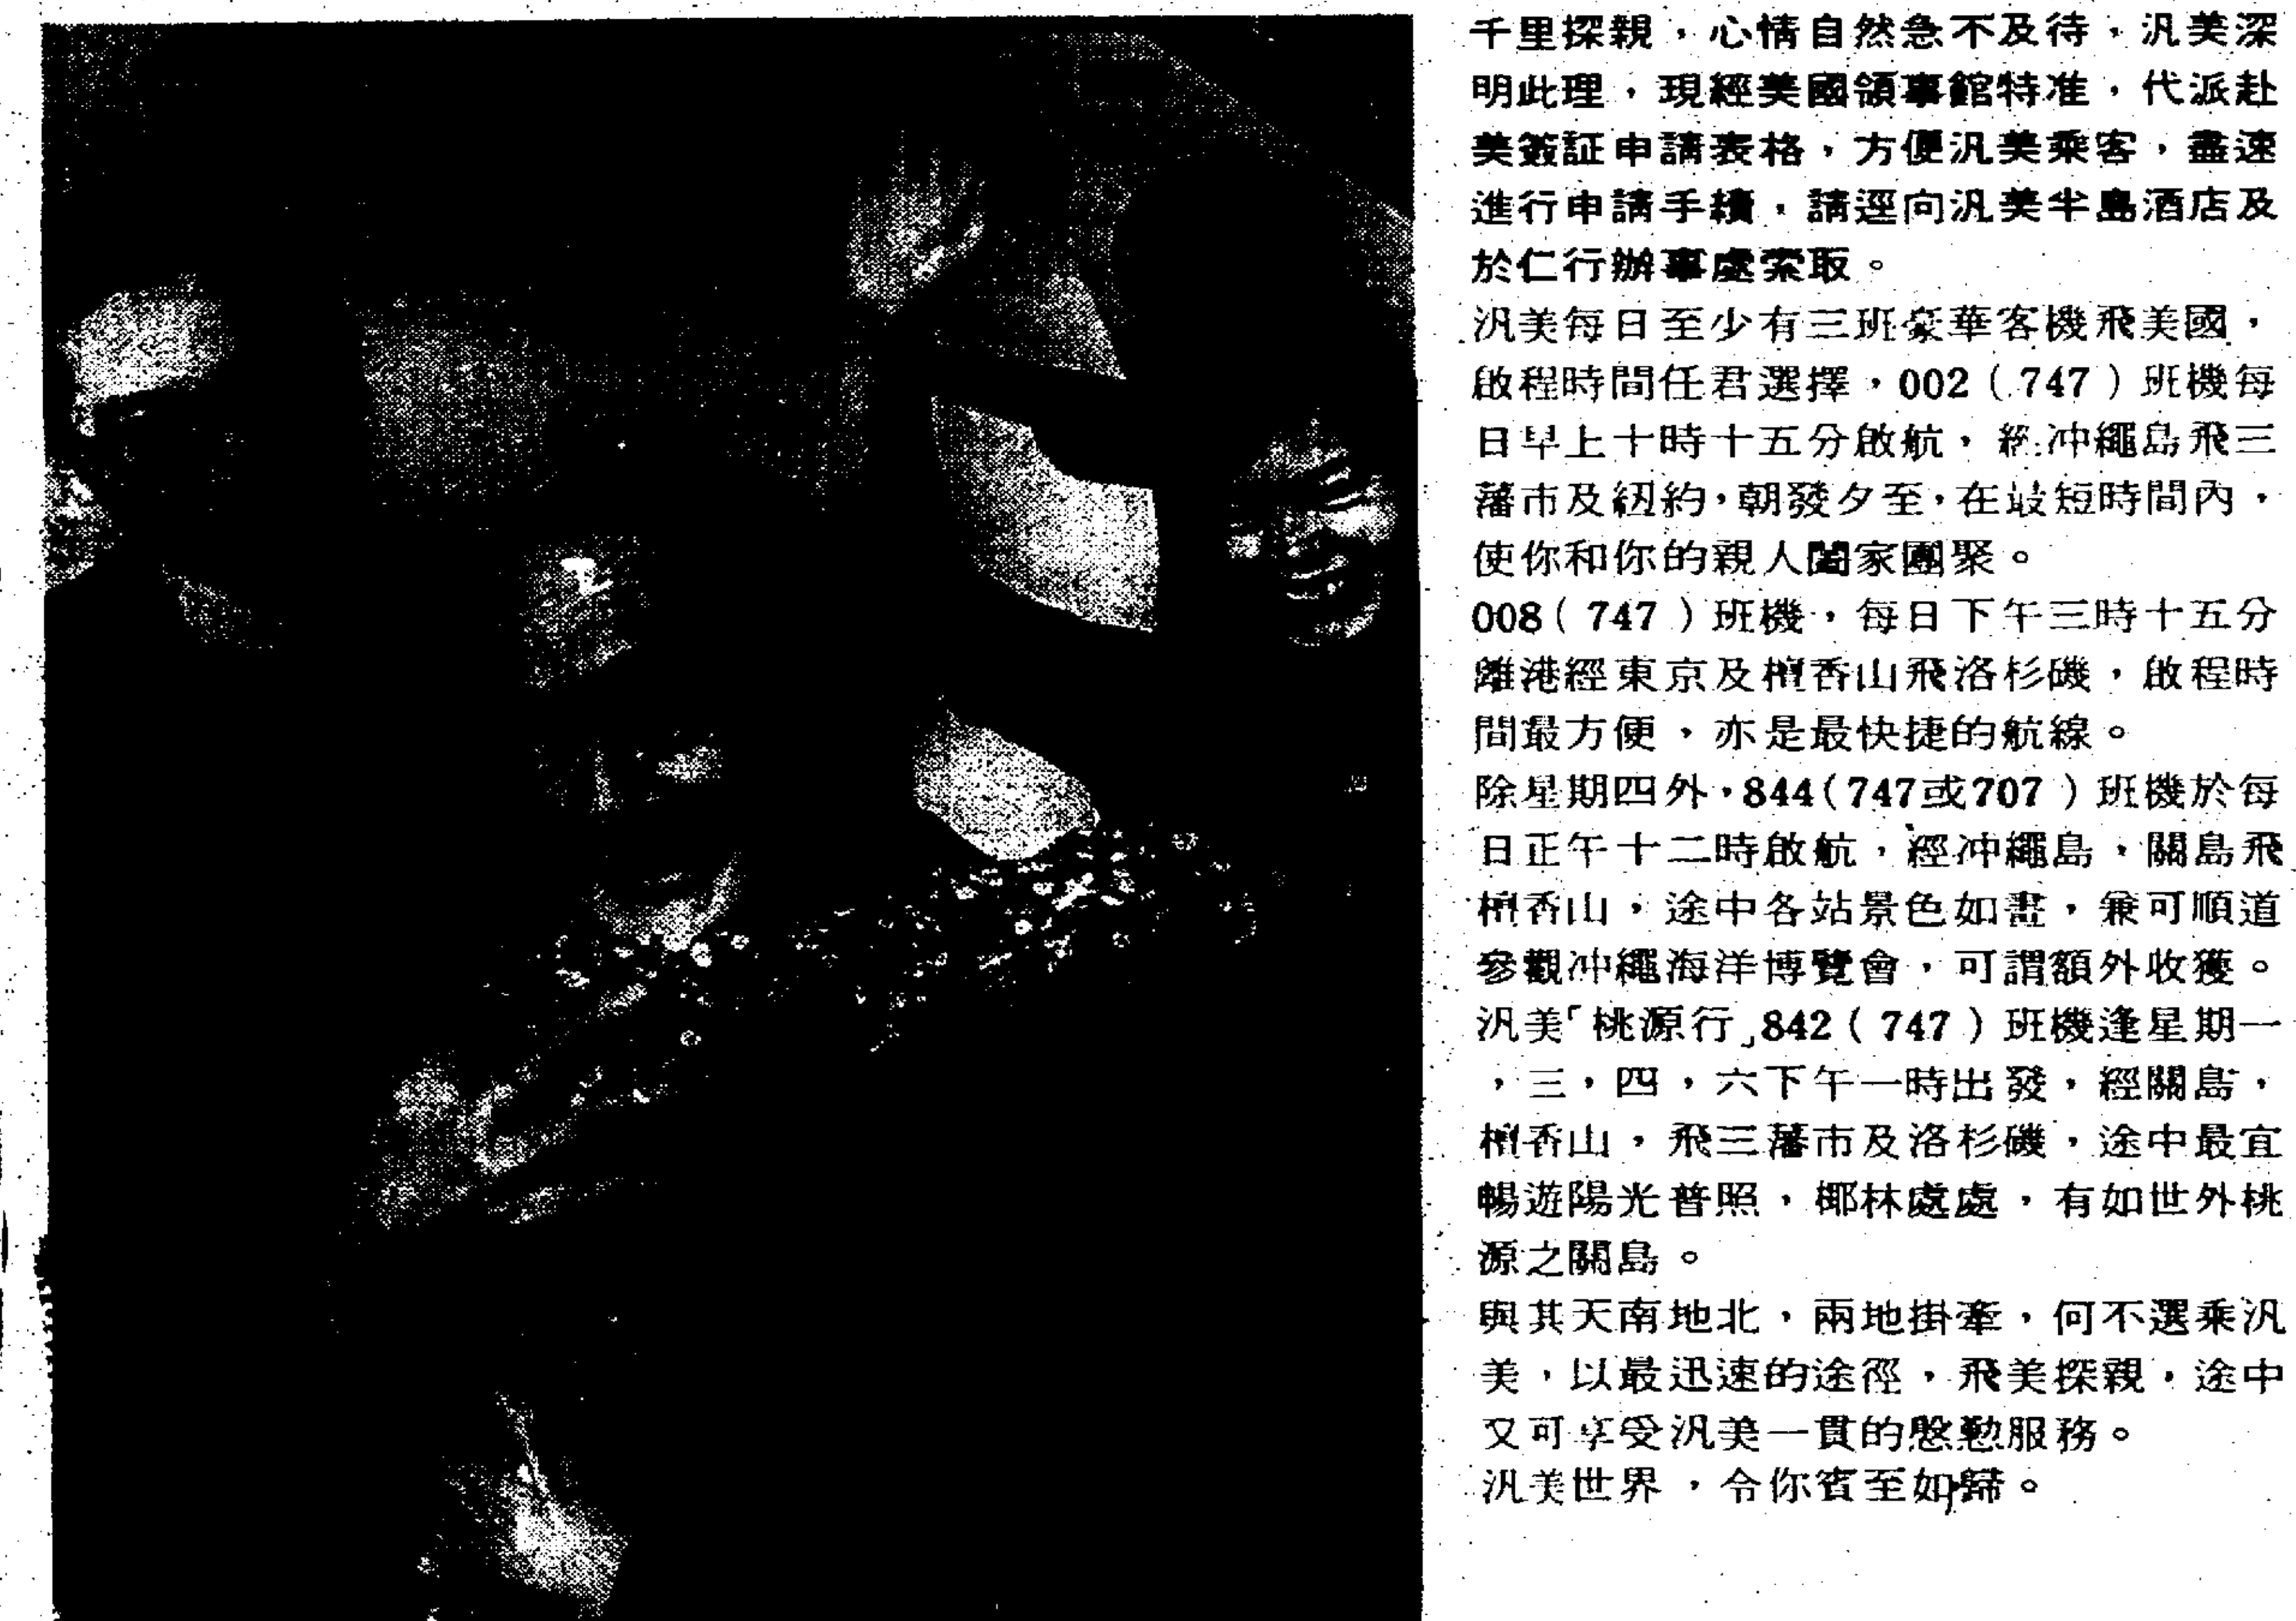 千里探親，心情自然急不及待，汎美深
明此理，現經美國領事館特准，代派赴
美簽証申請表格，方便汎美乘客，盡速
進行申請手續，請逕向汎美半島酒店及
於仁行辦事處索取。
汎美每日至少有三班豪華客機飛美國，
啟程時間任君選擇，002（747）班機每
日早上十時十五分啟航，經冲繩島飛三
藩市及紐約，朝發夕至，在最短時間內，
使你和你的親人闔家團聚。
008（747）班機，每日下午三時十五分
離港經東京及檀香山飛洛杉磯，啟程時
間最方便，亦是最快捷的航線。
除星期四外，844（747或707）班機於每
日正午十二時啟航，經冲繩島，關島飛
檀香山，途中各站景色如畫，兼可順道
參觀冲繩海洋博覽會，可謂額外收獲。
汎美「桃源行」842（747）班機逢星期一
，三，四，六下午一時出發，經關島，
檀香山，飛三藩市及洛杉磯，途中最宜
暢遊陽光普照，椰林處處，有如世外桃
源之關島。
與其天南地北，兩地掛牽，何不選乘汎
美，以最迅速的途徑，飛美探親，途中
又可享受汎美一貫的慇懃服務。
汎美世界，令你賓至如歸。